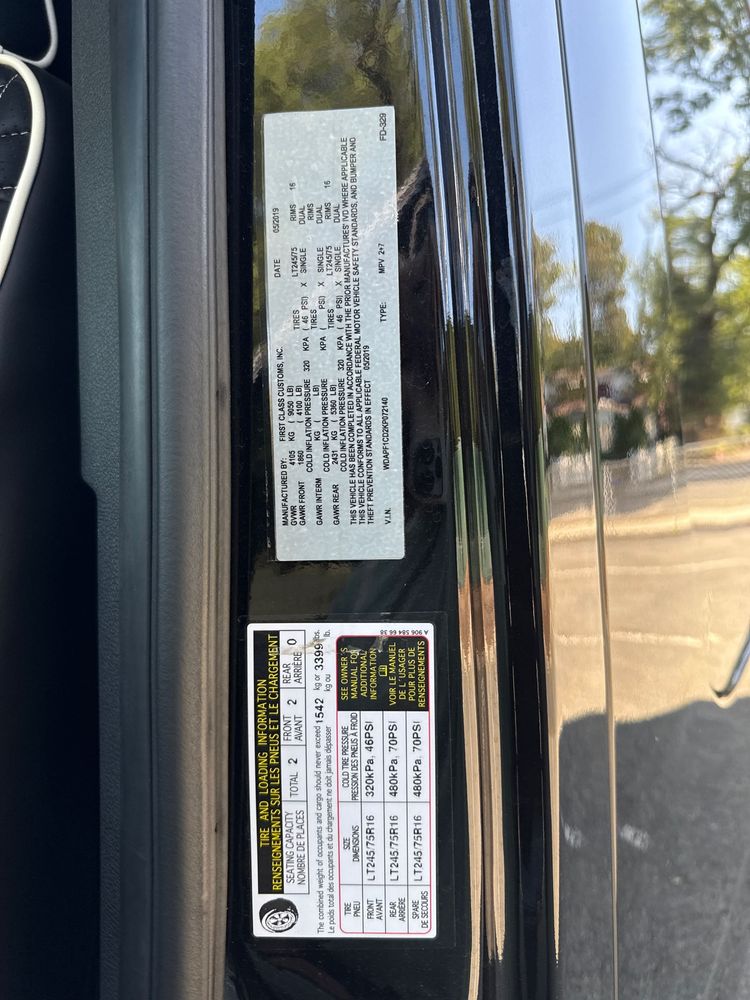 TIRE AND LOADING INFORMATION
RENSEIGNEMENTS SUR LES PNEUS ET LE CHARGEMENT
SEATING CAPACITY
NOMBRE DE PLACES
TOTAL 2
FRONT
AVANT 2
REAR
ARRIÈRE 0
The combined weight of occupants and cargo should never exceed 1542 kg or 3399 lbs.
Le poids total des occupants et du chargement ne doit jamais dépasser kg ou lb.
TIRE
PNEU
SIZE
DIMENSIONS
COLD TIRE PRESSURE
PRESSION DES PNEUS À FROID
FRONT
AVANT
LT245/75R16
320kPa, 46PSI
REAR
ARRIÈRE
LT245/75R16
480kPa, 70PSI
SPARE
DE SECOURS
LT245/75R16
480kPa, 70PSI
SEE OWNER'S
MANUAL FOR
ADDITIONAL
INFORMATION
VOIR LE MANUEL
DE L'USAGER
POUR PLUS DE
RENSEIGNEMENTS
A 906 584 66 38
MANUFACTURED BY: FIRST CLASS CUSTOMS, INC. DATE 05/2019
GVWR 4105 KG ( 9050 LB)
GAWR FRONT 1860 ( 4100 LB) TIRES LT245/75 RIMS 16
COLD INFLATION PRESSURE 320 KPA ( 46 PSI) X SINGLE DUAL
GAWR INTERM KG ( LB) TIRES RIMS
COLD INFLATION PRESSURE KPA ( PSI) X SINGLE DUAL
GAWR REAR 2431 KG ( 5360 LB) TIRES LT245/75 RIMS 16
COLD INFLATION PRESSURE 320 KPA ( 46 PSI) X SINGLE DUAL
THIS VEHICLE HAS BEEN COMPLETED IN ACCORDANCE WITH THE PRIOR MANUFACTURES' IVD WHERE APPLICABLE
THIS VEHICLE CONFORMS TO ALL APPLICABLE FEDERAL MOTOR VEHICLE SAFETY STANDARDS, AND BUMPER AND
THEFT PREVENTION STANDARDS IN EFFECT 05/2019
V.I.N. WDAPF1CD2KP072140 TYPE: MPV 2+7 FD-329